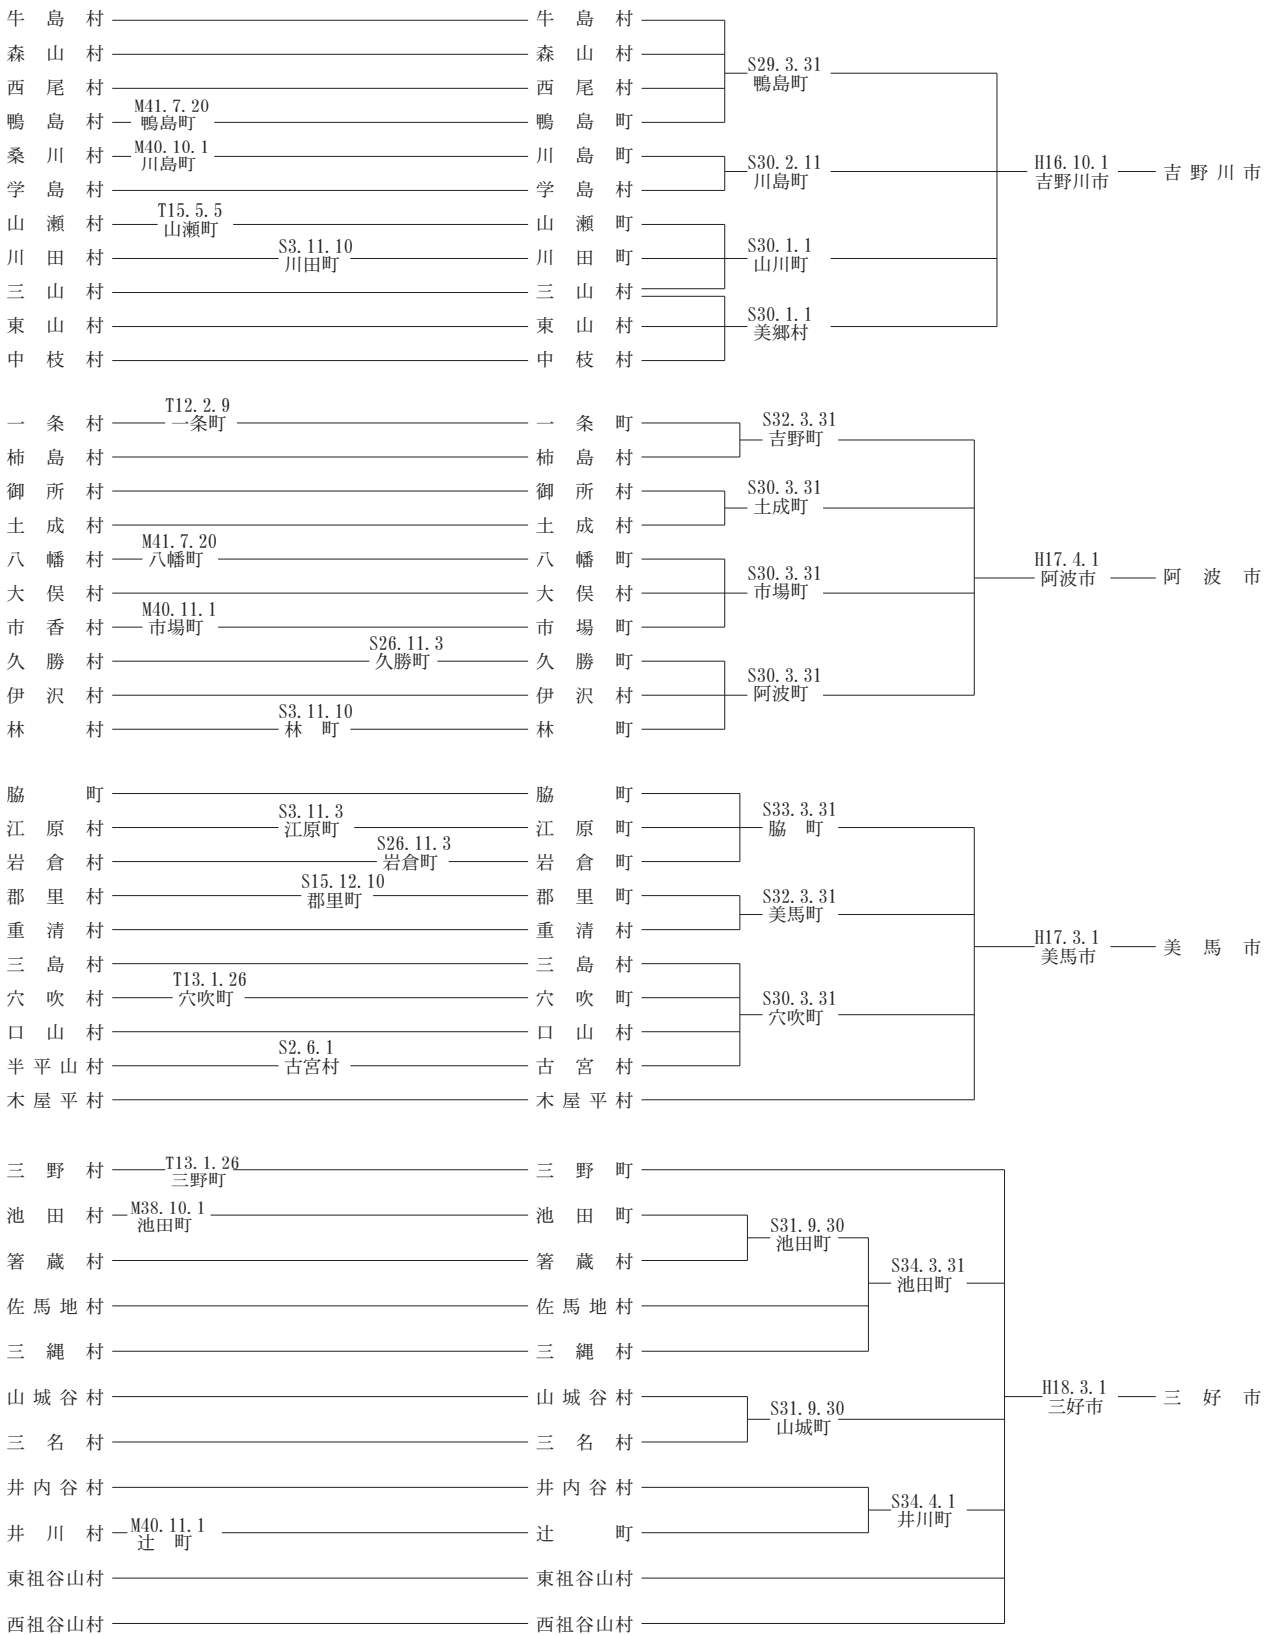 牛島村 牛島村
森山村 森山村
S29.3.31
鴨島町
西尾村 西尾村
M41.7.20
鴨島村 鴨島町 鴨島町
M40.10.1
桑川村 川島町 川島町
S30.2.11 H16.10.1
川島町 吉野川市 吉野川市
学島村 学島村
T15.5.5
山瀬村 山瀬町 山瀬町
S3.11.10 S30.1.1
川田村 川田町 川田町 山川町
三山村 三山村
S30.1.1
東山村 東山村 美郷村
中枝村 中枝村
T12.2.9 S32.3.31
一条村 一条町 一条町 吉野町
柿島村 柿島村
御所村 御所村 S30.3.31
土成町
土成村 土成村
M41.7.20
八幡村 八幡町 八幡町 H17.4.1
S30.3.31 阿波市 阿波市
大俣村 大俣村 市場町
M40.11.1
市香村 市場町 市場町
S26.11.3
久勝村 久勝町 久勝町
S30.3.31
伊沢村 伊沢村 阿波町
S3.11.10
林村 林町 林町
脇町 脇町
S3.11.3 S33.3.31
江原村 江原町 江原町 脇町
S26.11.3
岩倉村 岩倉町 岩倉町
S15.12.10 S32.3.31
郡里村 郡里町 郡里町 美馬町
重清村 重清村 H17.3.1
美馬市 美馬市
三島村 三島村
T13.1.26
穴吹村 穴吹町 穴吹町 S30.3.31
穴吹町
口山村 口山村
S2.6.1
半平山村 古宮村 古宮村
木屋平村 木屋平村
T13.1.26
三野村 三野町 三野町
M38.10.1
池田村 池田町 池田町 S31.9.30
池田町
箸蔵村 箸蔵村 S34.3.31
池田町
佐馬地村 佐馬地村
三縄村 三縄村
H18.3.1
山城谷村 山城谷村 三好市 三好市
S31.9.30
山城町
三名村 三名村
井内谷村 井内谷村
S34.4.1
井川町
M40.11.1
井川村 辻町 辻町
東祖谷山村 東祖谷山村
西祖谷山村 西祖谷山村